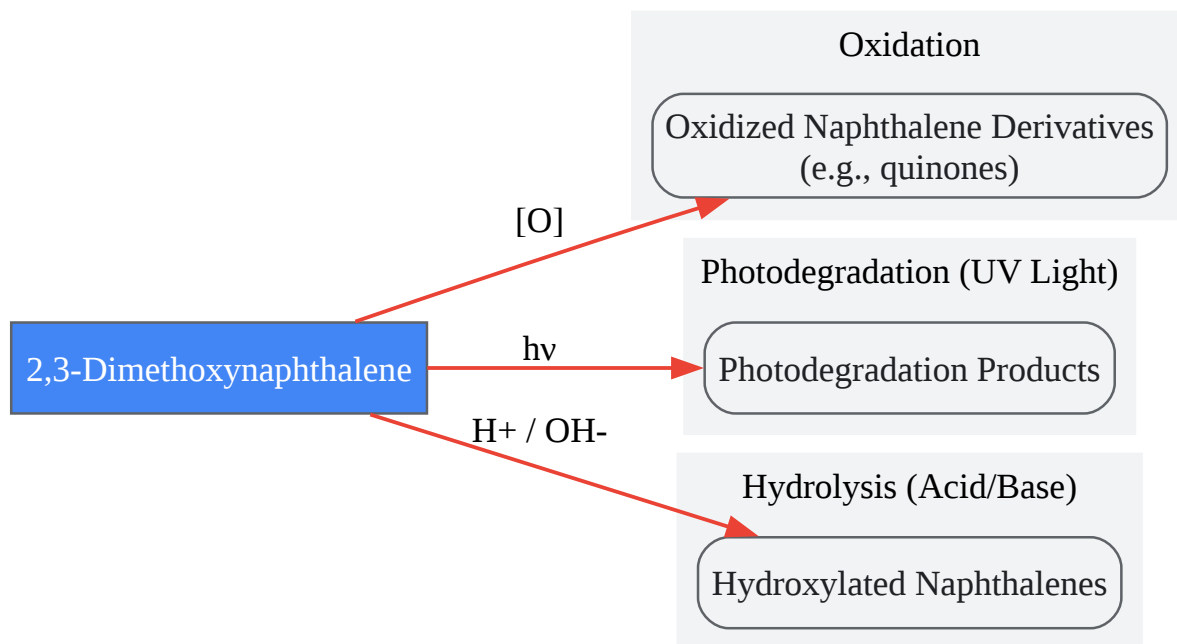 Oxidation
Oxidized Naphthalene Derivatives
(e.g., quinones)
[O]
Photodegradation (UV Light)
2,3-Dimethoxynaphthalene
hν
Photodegradation Products
H+ / OH-
Hydrolysis (Acid/Base)
Hydroxylated Naphthalenes